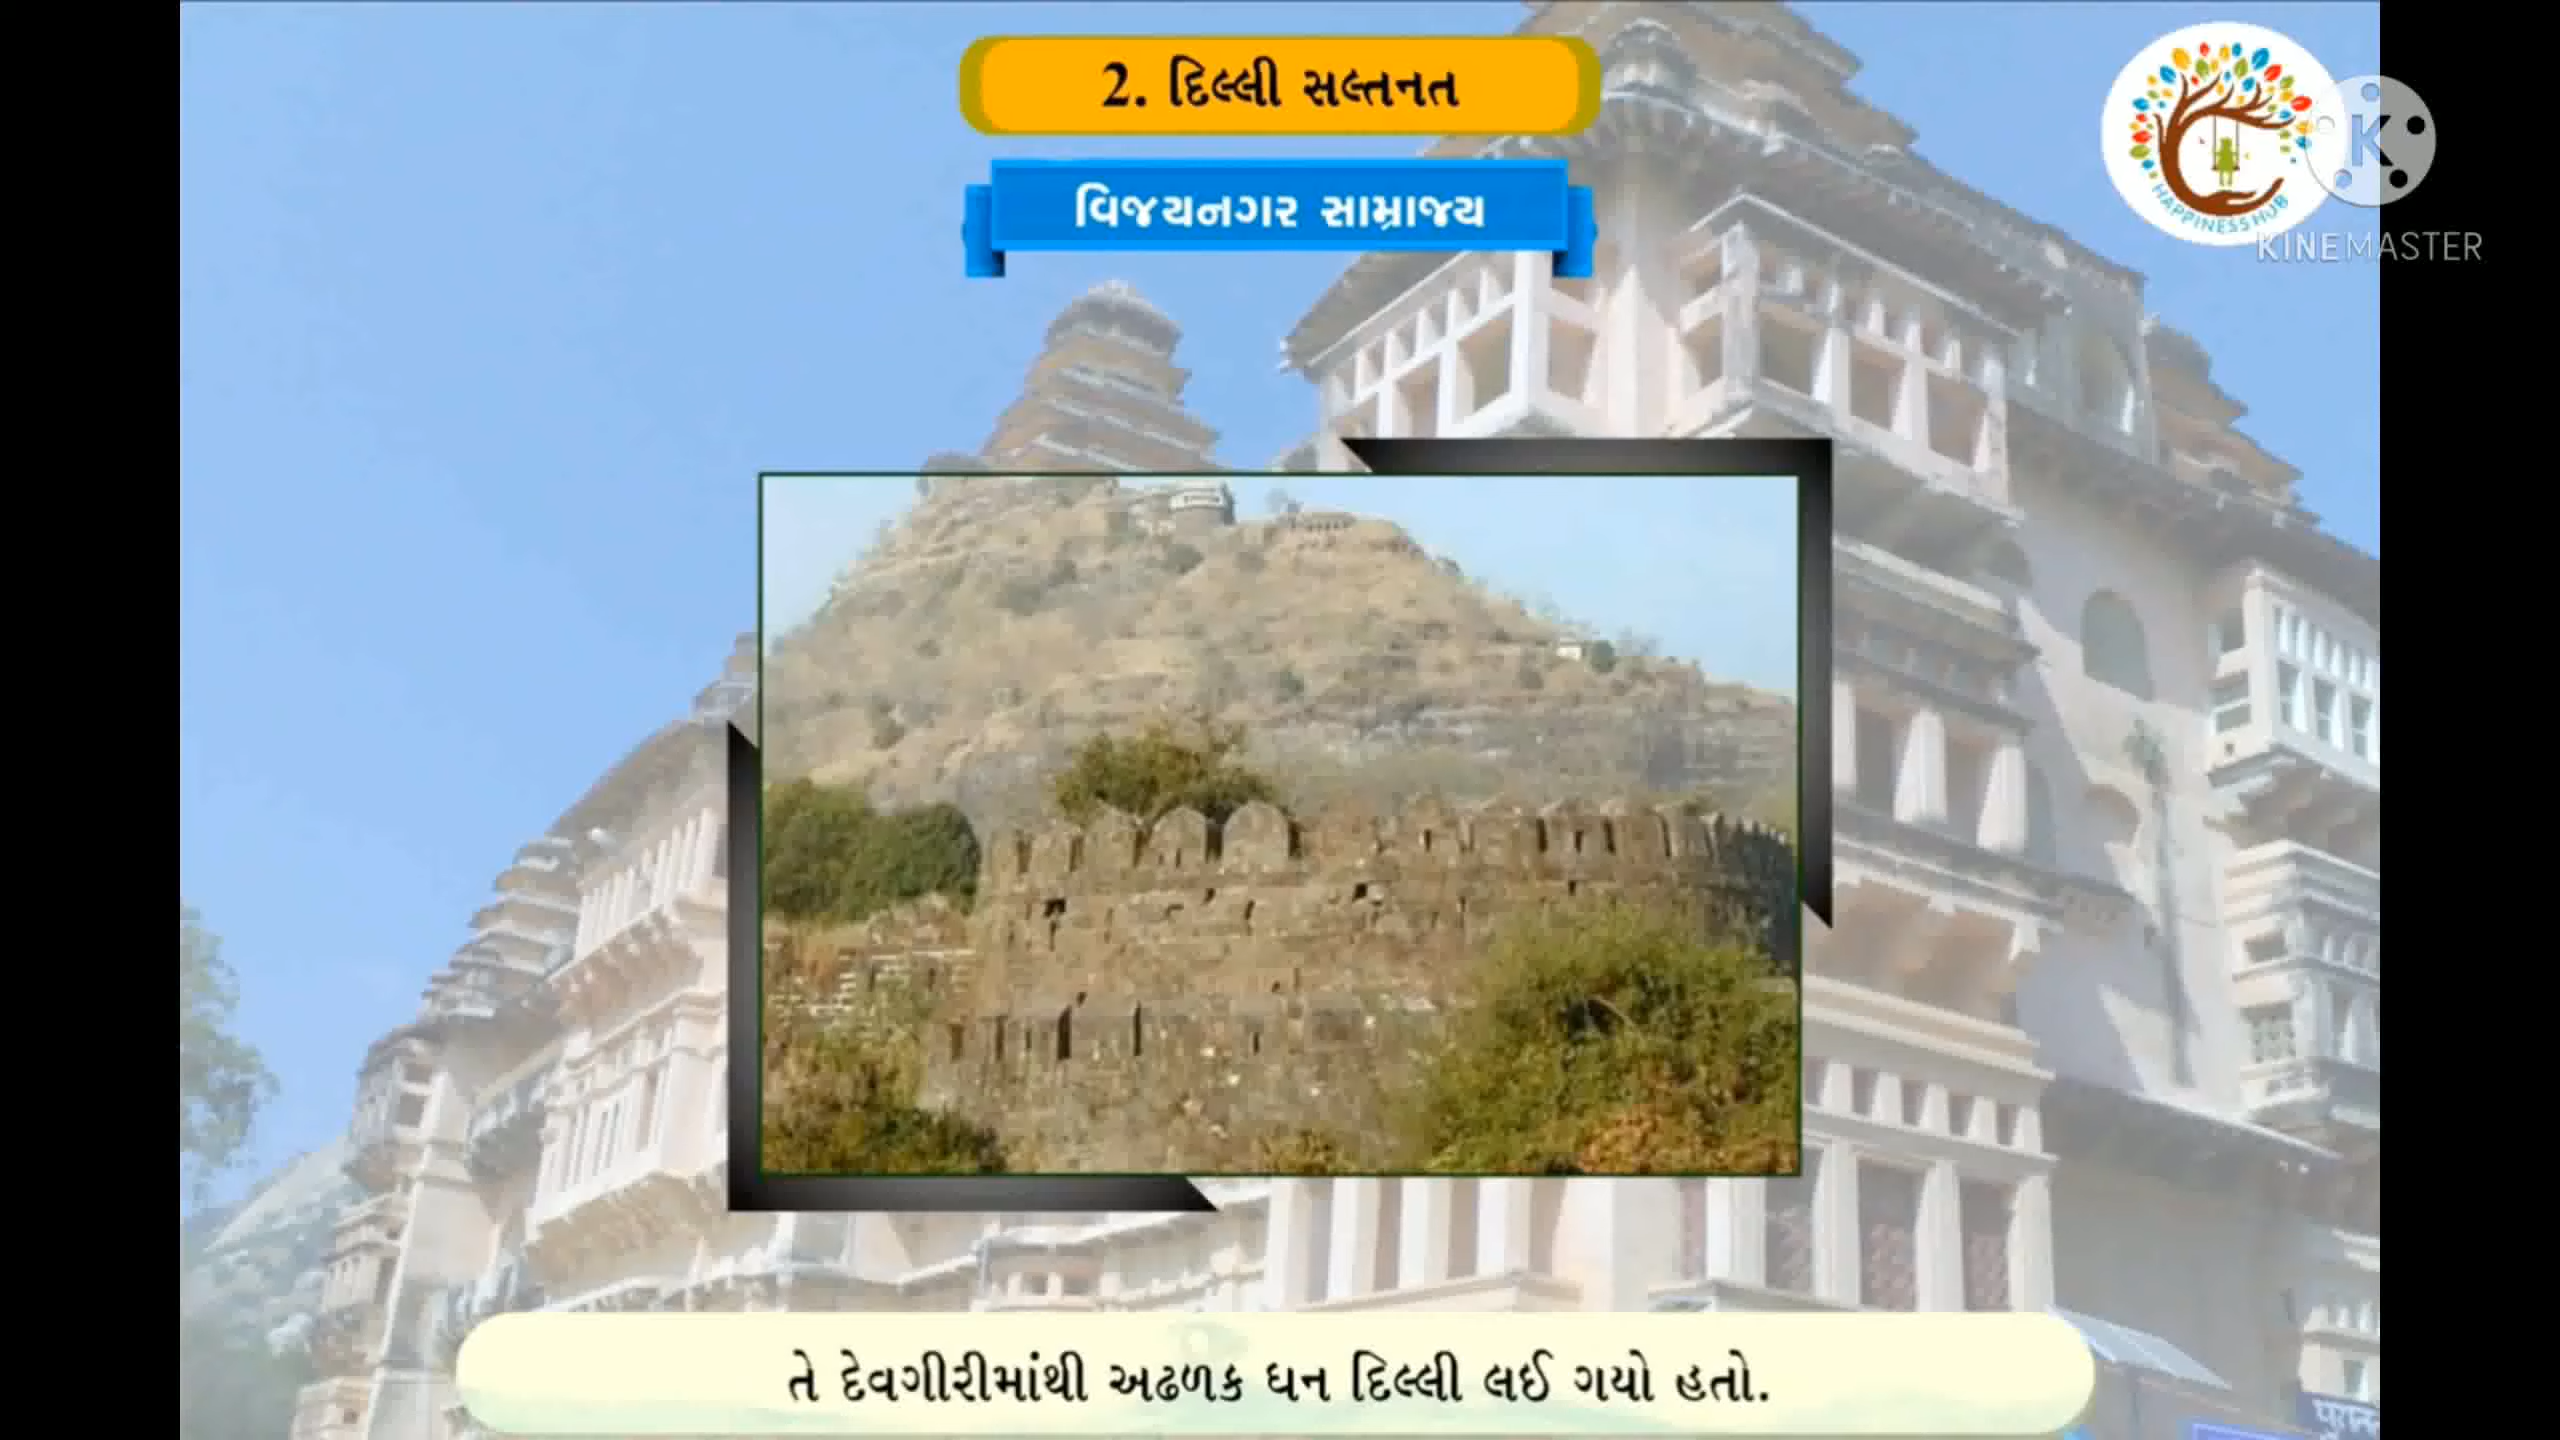 2. દિલ્લી સલ્તનત
વિજયનગર સામ્રાજ્ય
HAPPINESS HUB
K
KINEMASTER
તે દેવગીરીમાંથી અઢળક ધન દિલ્લી લઈ ગયો હતો.